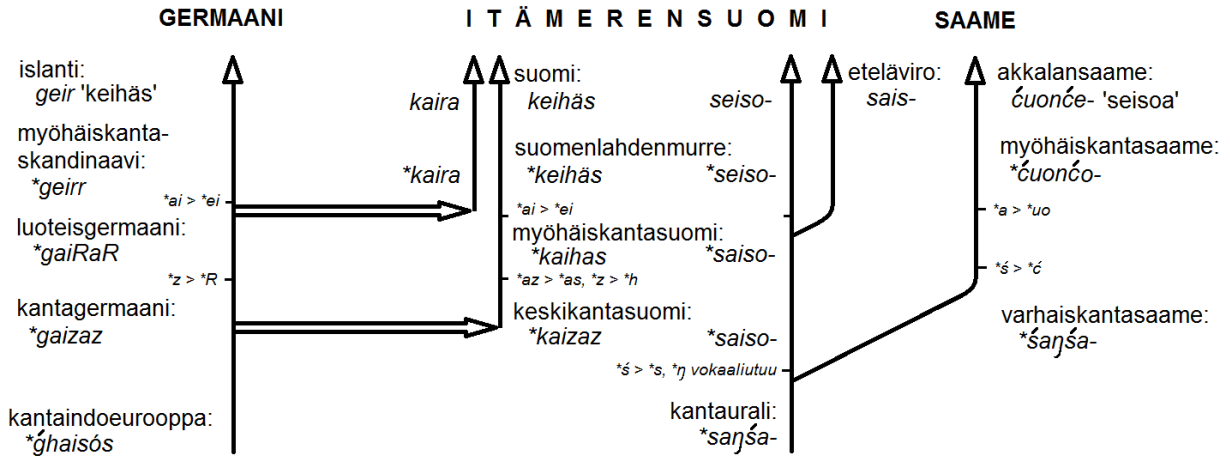 GERMAANI
I T Ä M E R E N S U O M I
SAAME
islanti:
geir 'keihäs'
myöhäiskanta-
skandinaavi:
*geirr
*ai > *ei
luoteisgermaani:
*gaiRaR
*z > *R
kantagermaani:
*gaizaz
kantaindoeurooppa:
*ǵhaisós
kaira
*kaira
suomi:
keihäs
suomenlahdenmurre:
*keihäs
*ai > *ei
myöhäiskantasuomi:
*kaihas
*az > *as, *z > *h
keskikantasuomi:
*kaizaz
seiso-
*seiso-
*saiso-
*saiso-
*ś > *s, *ŋ vokaaliutuu
kantaurali:
*saŋśa-
eteläviro:
sais-
akkalansaame:
ćuonće- 'seisoa'
myöhäiskantasaame:
*ćuonćo-
*a > *uo
*ś > *ć
varhaiskantasaame:
*śaŋśa-